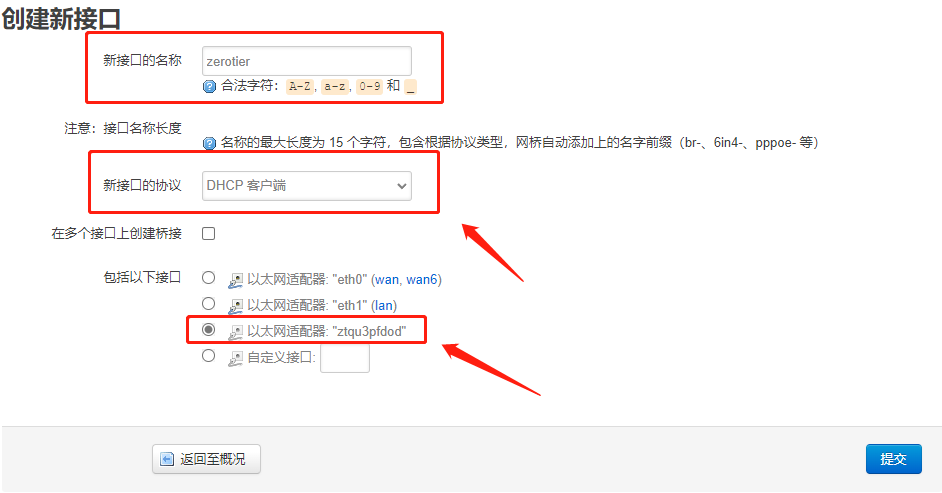 创建新接口
新接口的名称 zerotier
合法字符： A-Z, a-z, 0-9 和 _
注意：接口名称长度
名称的最大长度为 15 个字符，包含根据协议类型，网桥自动添加上的名字前缀（br-、6in4-、pppoe- 等）
新接口的协议 DHCP 客户端
在多个接口上创建桥接
包括以下接口 以太网适配器: "eth0" (wan, wan6)
以太网适配器: "eth1" (lan)
以太网适配器: "ztqu3pfdod"
自定义接口:
返回至概况 提交